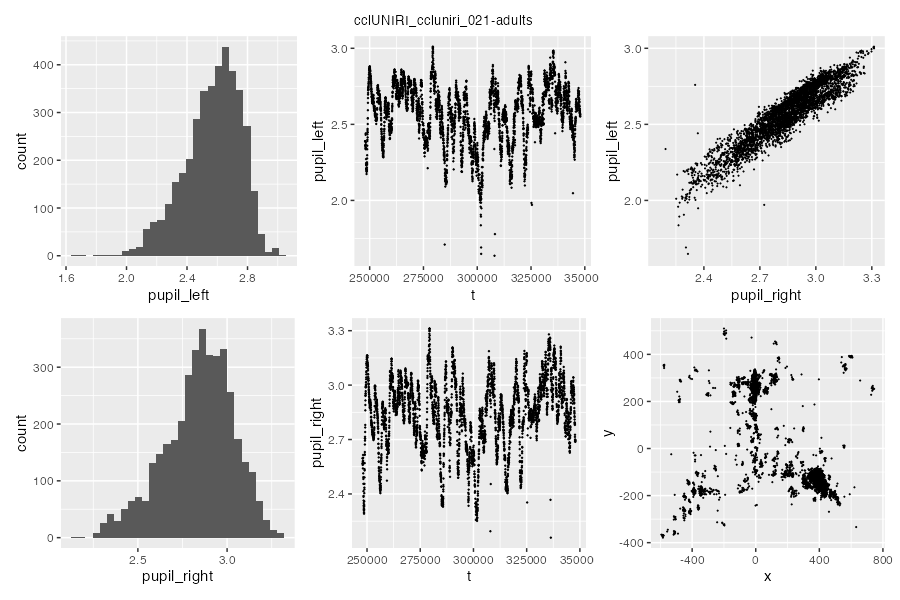 cclUNIRI_ccluniri_021-adults
count
400
300
200
100
0
1.6 2.0 2.4 2.8
pupil_left
pupil_left
3.0
2.5
2.0
250000 275000 300000 325000 35000
t
pupil_left
3.0
2.5
2.0
2.4 2.7 3.0 3.3
pupil_right
count
300
200
100
0
2.5 3.0
pupil_right
pupil_right
3.3
3.0
2.7
2.4
250000 275000 300000 325000 35000
t
y
400
200
0
-200
-400
-400 0 400 800
x